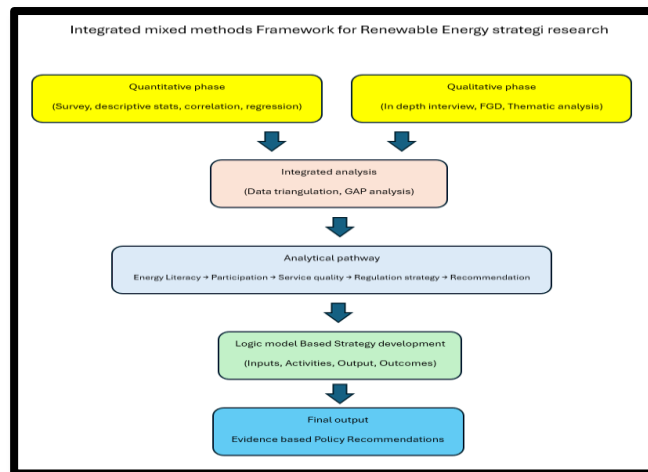 Integrated mixed methods Framework for Renewable Energy strategi research
Quantitative phase
(Survey, descriptive stats, correlation, regression)
Qualitative phase
(In depth interview, FGD, Thematic analysis)
Integrated analysis
(Data triangulation, GAP analysis)
Analytical pathway
Energy Literacy → Participation → Service quality → Regulation strategy → Recommendation
Logic model Based Strategy development
(Inputs, Activities, Output, Outcomes)
Final output
Evidence based Policy Recommendations